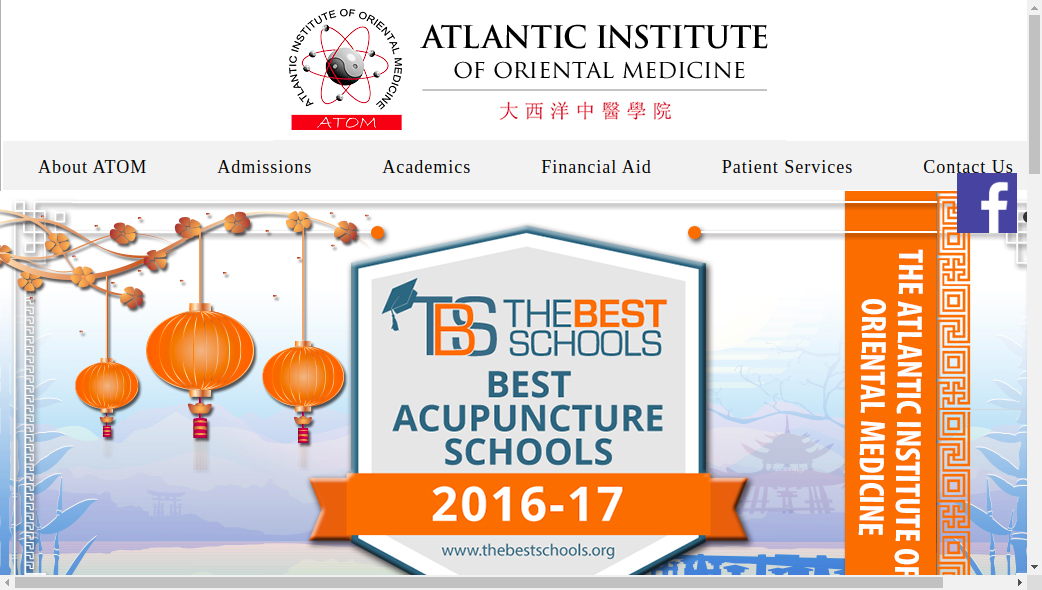 ATLANTIC INSTITUTE OF ORIENTAL MEDICINE
ATOM
ATLANTIC INSTITUTE
OF ORIENTAL MEDICINE
大西洋中醫學院
About ATOM
Admissions
Academics
Financial Aid
Patient Services
Contact Us
f
TBS THEBEST
SCHOOLS
BEST
ACUPUNCTURE
SCHOOLS
2016-17
www.thebestschools.org
THE ATLANTIC INSTITUTE OF
ORIENTAL MEDICINE